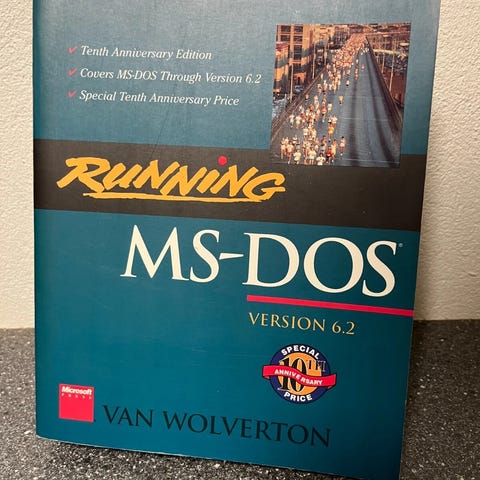 ✓ Tenth Anniversary Edition
✓ Covers MS-DOS Through Version 6.2
✓ Special Tenth Anniversary Price
RUNNiNG
MS-DOS®
VERSION 6.2
SPECIAL
10TH
ANNIVERSARY
PRICE
Microsoft
PRESS
VAN WOLVERTON